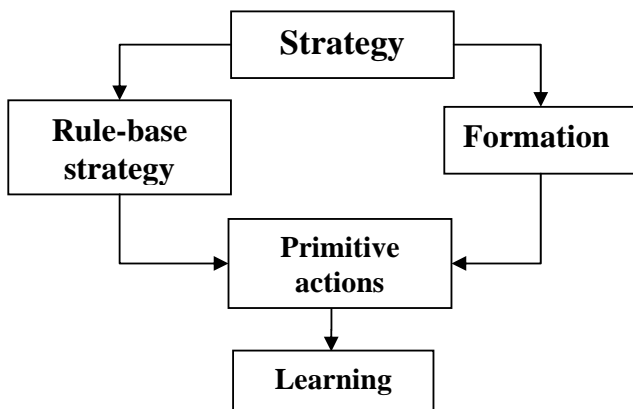 Strategy
Rule-base
strategy
Formation
Primitive
actions
Learning